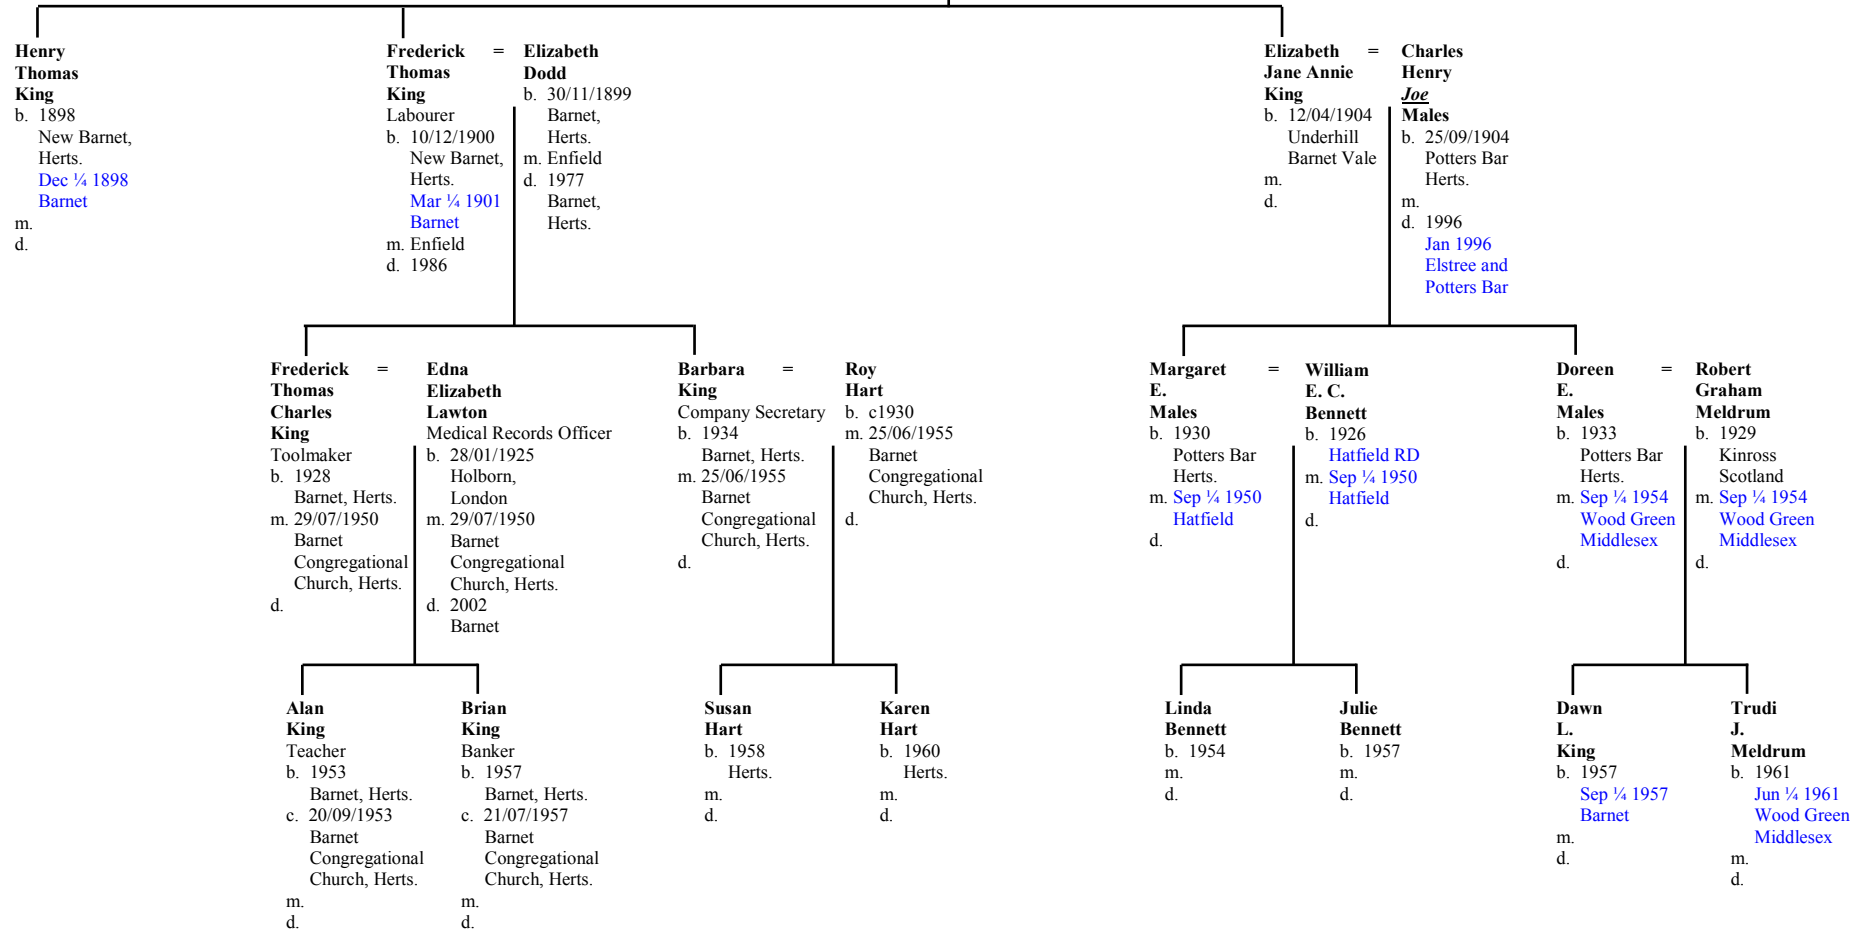 Henry
Thomas
King
b. 1898
New Barnet,
Herts.
Dec ¼ 1898
Barnet
m.
d.
Frederick =
Thomas
King
Labourer
b. 10/12/1900
New Barnet,
Herts.
Mar ¼ 1901
Barnet
m. Enfield
d. 1986
Elizabeth
Dodd
b. 30/11/1899
Barnet,
Herts.
m. Enfield
d. 1977
Barnet,
Herts.
Elizabeth =
Jane Annie
King
b. 12/04/1904
Underhill
Barnet Vale
m.
d.
Charles
Henry
Joe
Males
b. 25/09/1904
Potters Bar
Herts.
m.
d. 1996
Jan 1996
Elstree and
Potters Bar
Frederick =
Thomas
Charles
King
Toolmaker
b. 1928
Barnet, Herts.
m. 29/07/1950
Barnet
Congregational
Church, Herts.
d.
Edna
Elizabeth
Lawton
Medical Records Officer
b. 28/01/1925
Holborn,
London
m. 29/07/1950
Barnet
Congregational
Church, Herts.
d. 2002
Barnet
Barbara =
King
Company Secretary
b. 1934
Barnet, Herts.
m. 25/06/1955
Barnet
Congregational
Church, Herts.
d.
Roy
Hart
b. c1930
m. 25/06/1955
Barnet
Congregational
Church, Herts.
d.
Margaret =
E.
Males
b. 1930
Potters Bar
Herts.
m. Sep ¼ 1950
Hatfield
d.
William
E. C.
Bennett
b. 1926
Hatfield RD
m. Sep ¼ 1950
Hatfield
d.
Doreen =
E.
Males
b. 1933
Potters Bar
Herts.
m. Sep ¼ 1954
Wood Green
Middlesex
d.
Robert
Graham
Meldrum
b. 1929
Kinross
Scotland
m. Sep ¼ 1954
Wood Green
Middlesex
d.
Alan
King
Teacher
b. 1953
Barnet, Herts.
c. 20/09/1953
Barnet
Congregational
Church, Herts.
m.
d.
Brian
King
Banker
b. 1957
Barnet, Herts.
c. 21/07/1957
Barnet
Congregational
Church, Herts.
m.
d.
Susan
Hart
b. 1958
Herts.
m.
d.
Karen
Hart
b. 1960
Herts.
m.
d.
Linda
Bennett
b. 1954
m.
d.
Julie
Bennett
b. 1957
m.
d.
Dawn
L.
King
b. 1957
Sep ¼ 1957
Barnet
m.
d.
Trudi
J.
Meldrum
b. 1961
Jun ¼ 1961
Wood Green
Middlesex
m.
d.